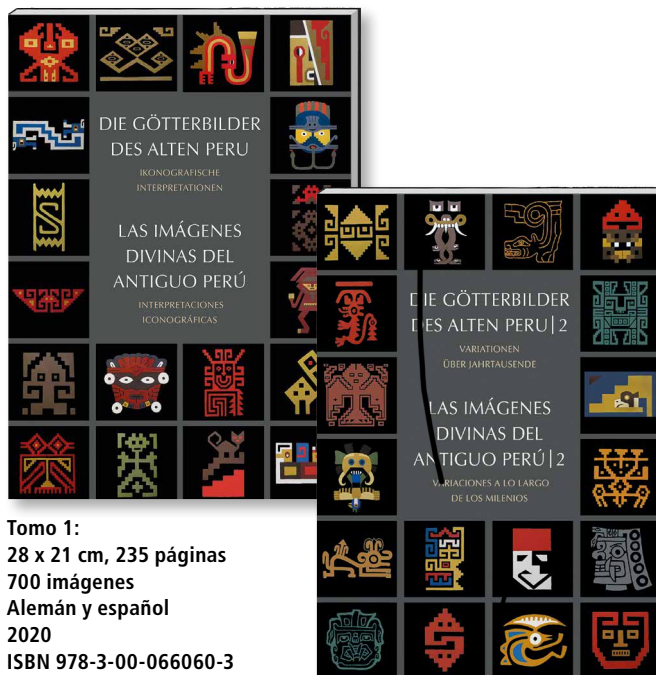 DIE GÖTTERBILDER
DES ALTEN PERU
IKONOGRAFISCHE
INTERPRETATIONEN
LAS IMÁGENES
DIVINAS DEL
ANTIGUO PERÚ
INTERPRETACIONES
ICONOGRÁFICAS
DIE GÖTTERBILDER
DES ALTEN PERU|2
VARIATIONEN
ÜBER JAHRTAUSENDE
LAS IMÁGENES
DIVINAS DEL
ANTIGUO PERÚ|2
VARIACIONES A LO LARGO
DE LOS MILENIOS
Tomo 1:
28 x 21 cm, 235 páginas
700 imágenes
Alemán y español
2020
ISBN 978-3-00-066060-3